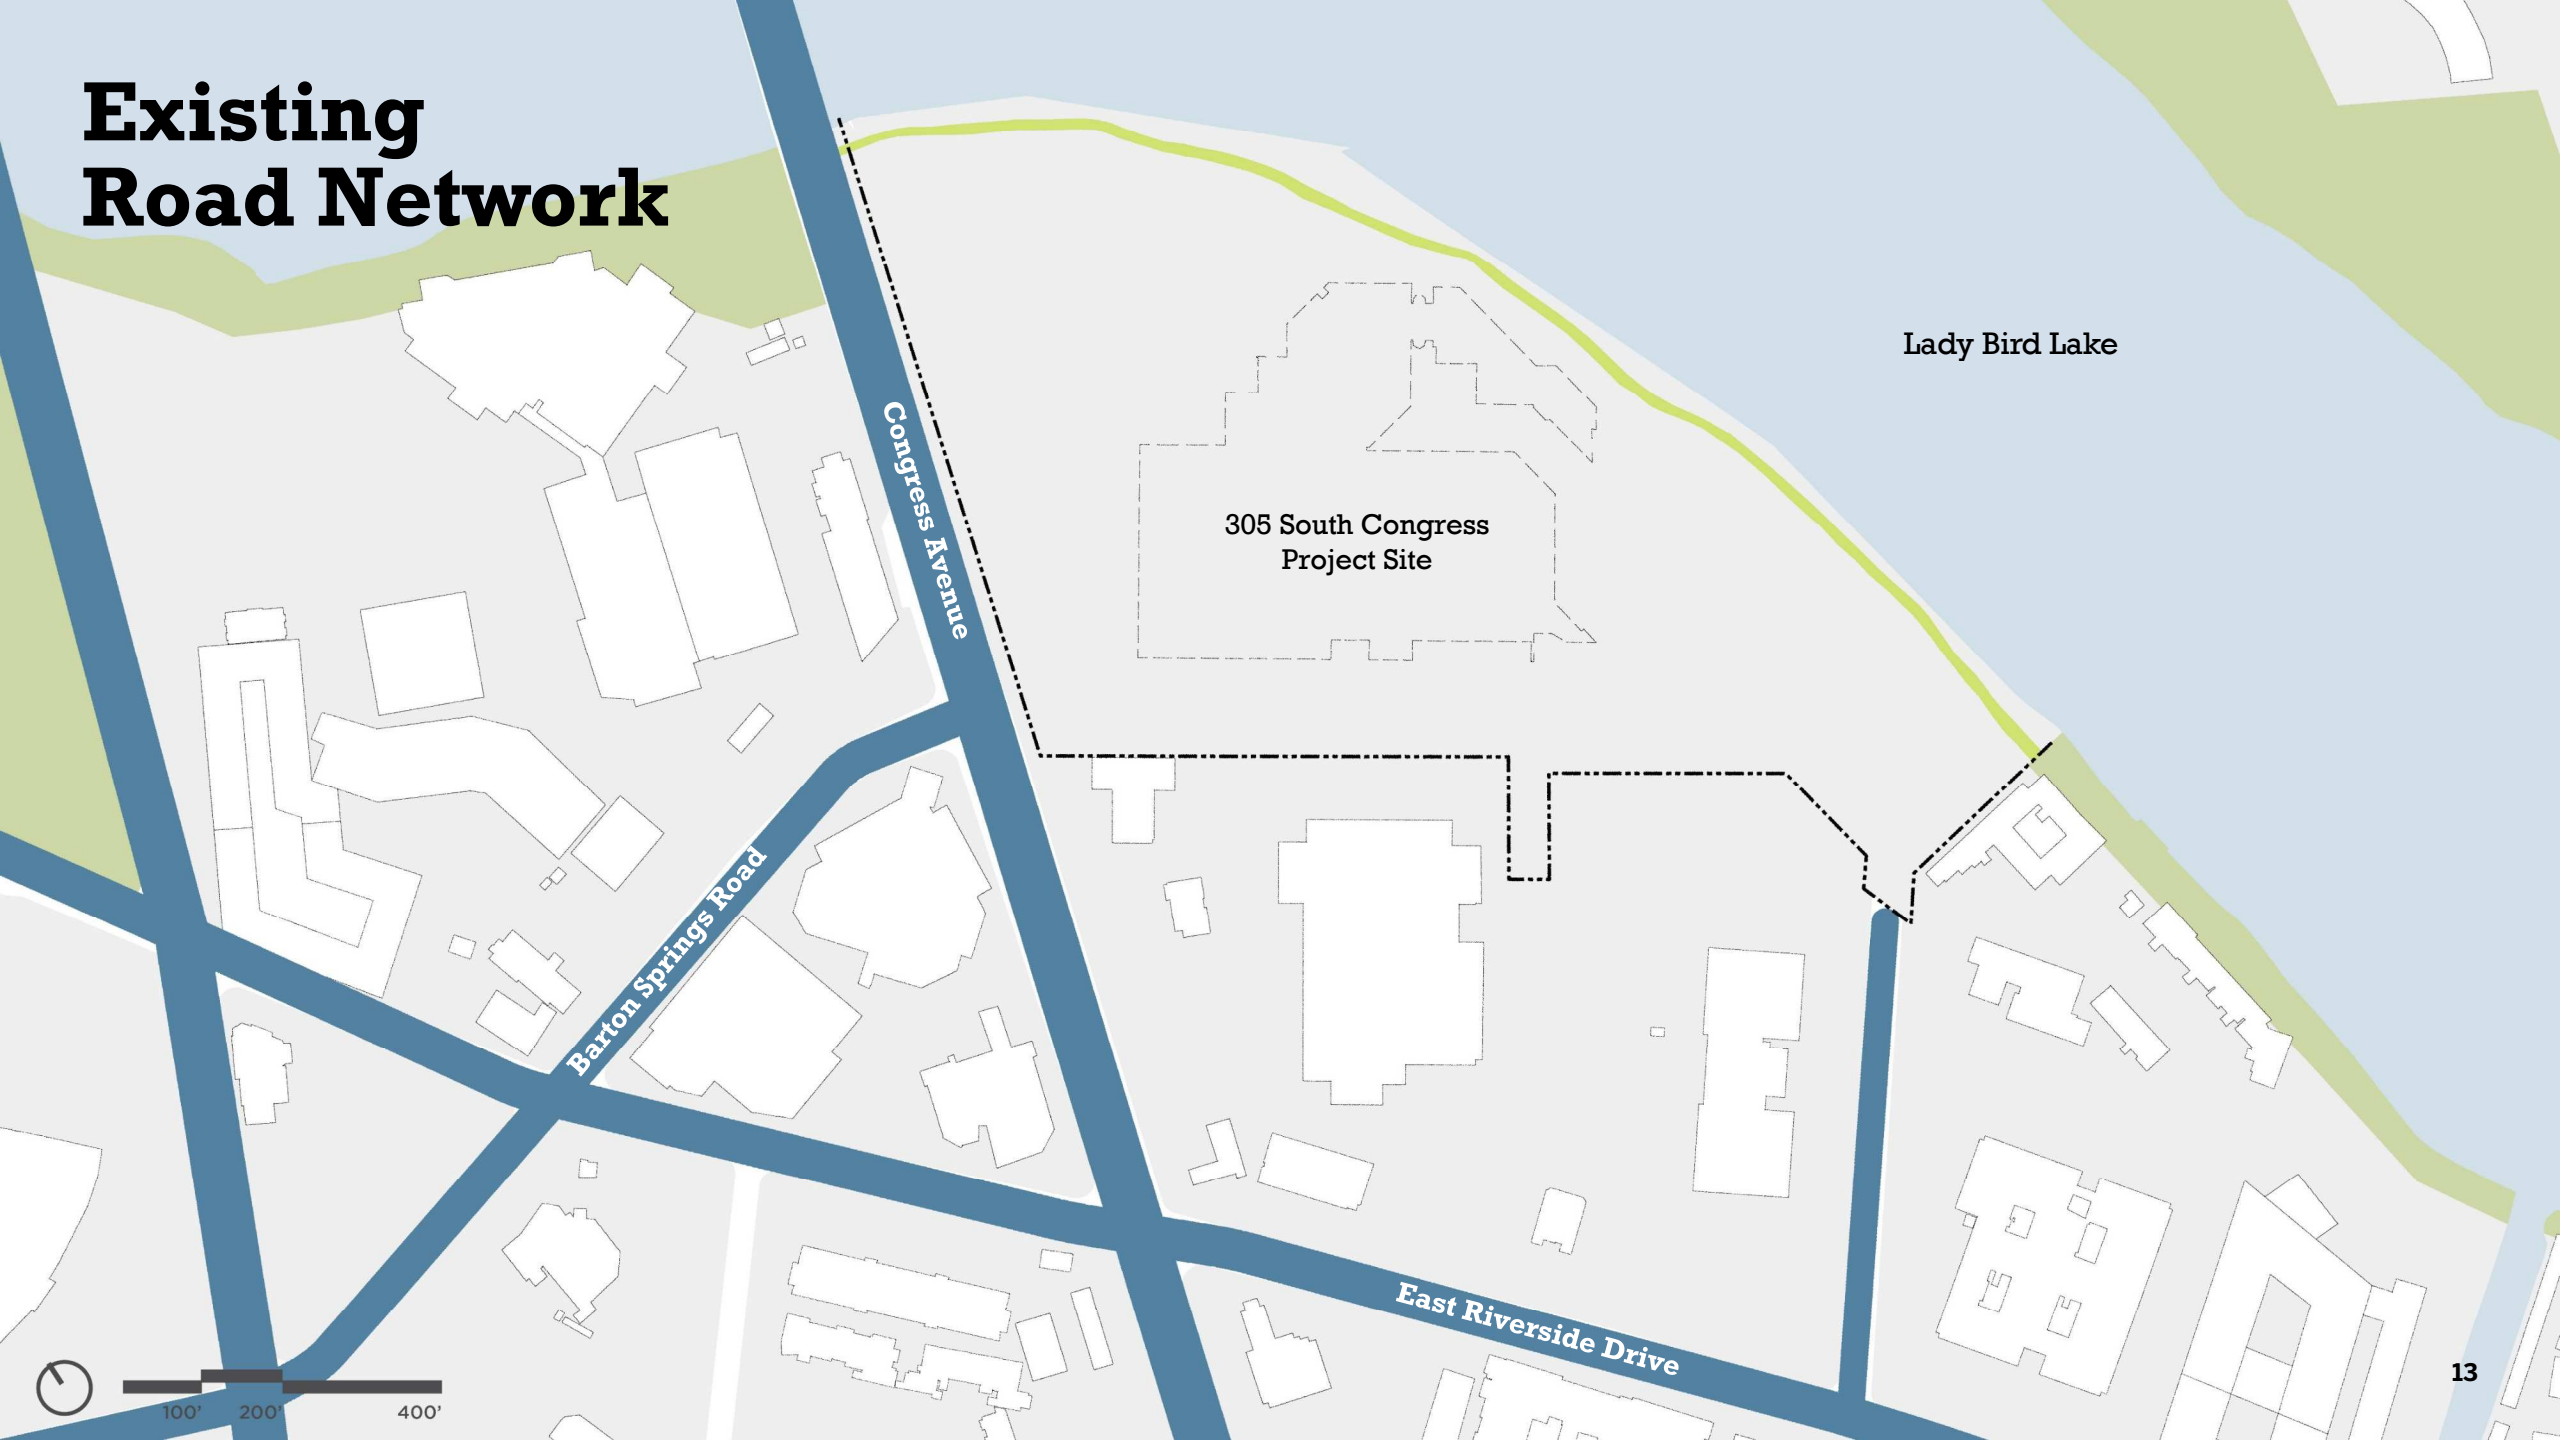 Existing
Road Network
Lady Bird Lake
Congress Avenue
305 South Congress
Project Site
Barton Springs Road
East Riverside Drive
100' 200' 400'
13